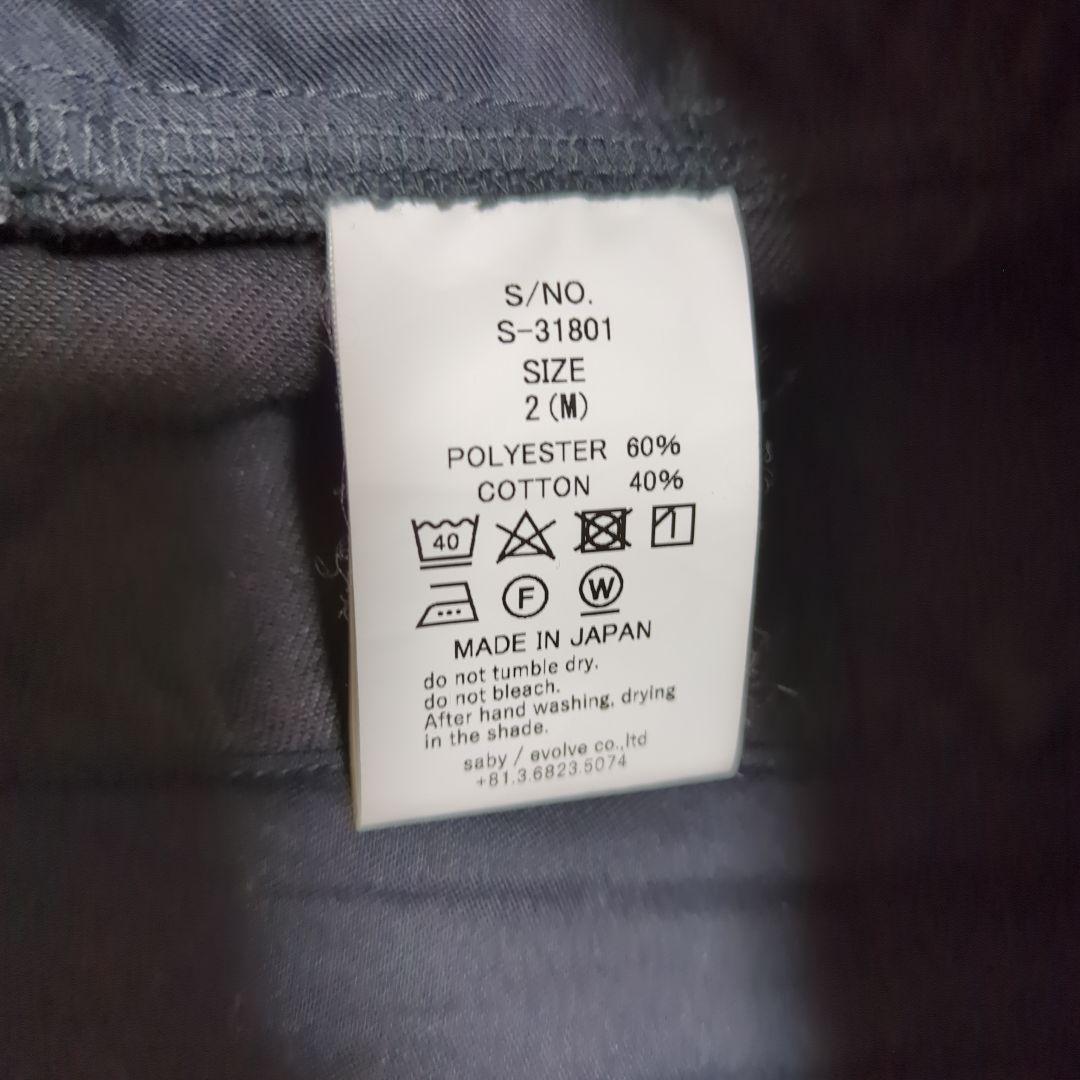 S/NO.
S-31801
SIZE
2(M)
POLYESTER 60%
COTTON 40%
40
F W
MADE IN JAPAN
do not tumble dry.
do not bleach.
After hand washing, drying
in the shade.
saby / evolve co.,ltd
+81.3.6823.5074